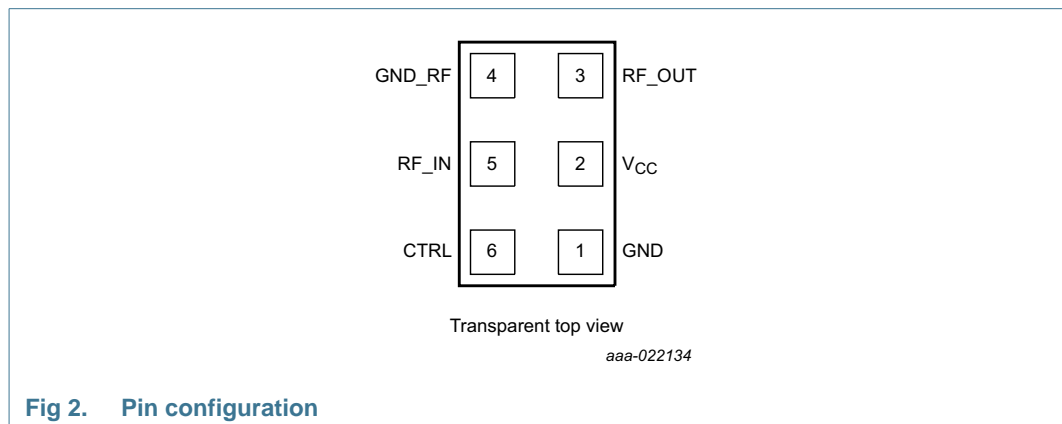 GND_RF 4 3 RF_OUT
RF_IN 5 2 VCC
CTRL 6 1 GND
Transparent top view
aaa-022134
Fig 2. Pin configuration